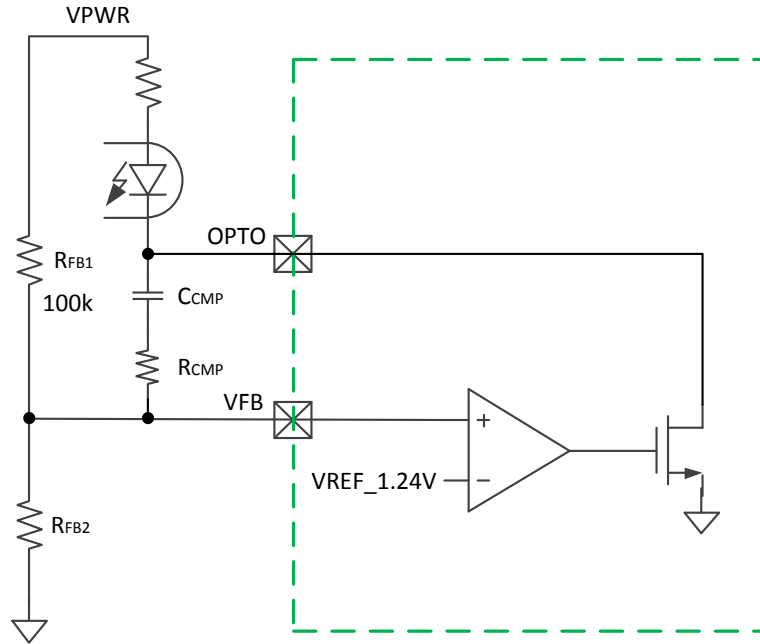 VPWR
OPTO
RFB1
100k
CCMP
RCMP
VFB
+
VREF_1.24V
−
RFB2